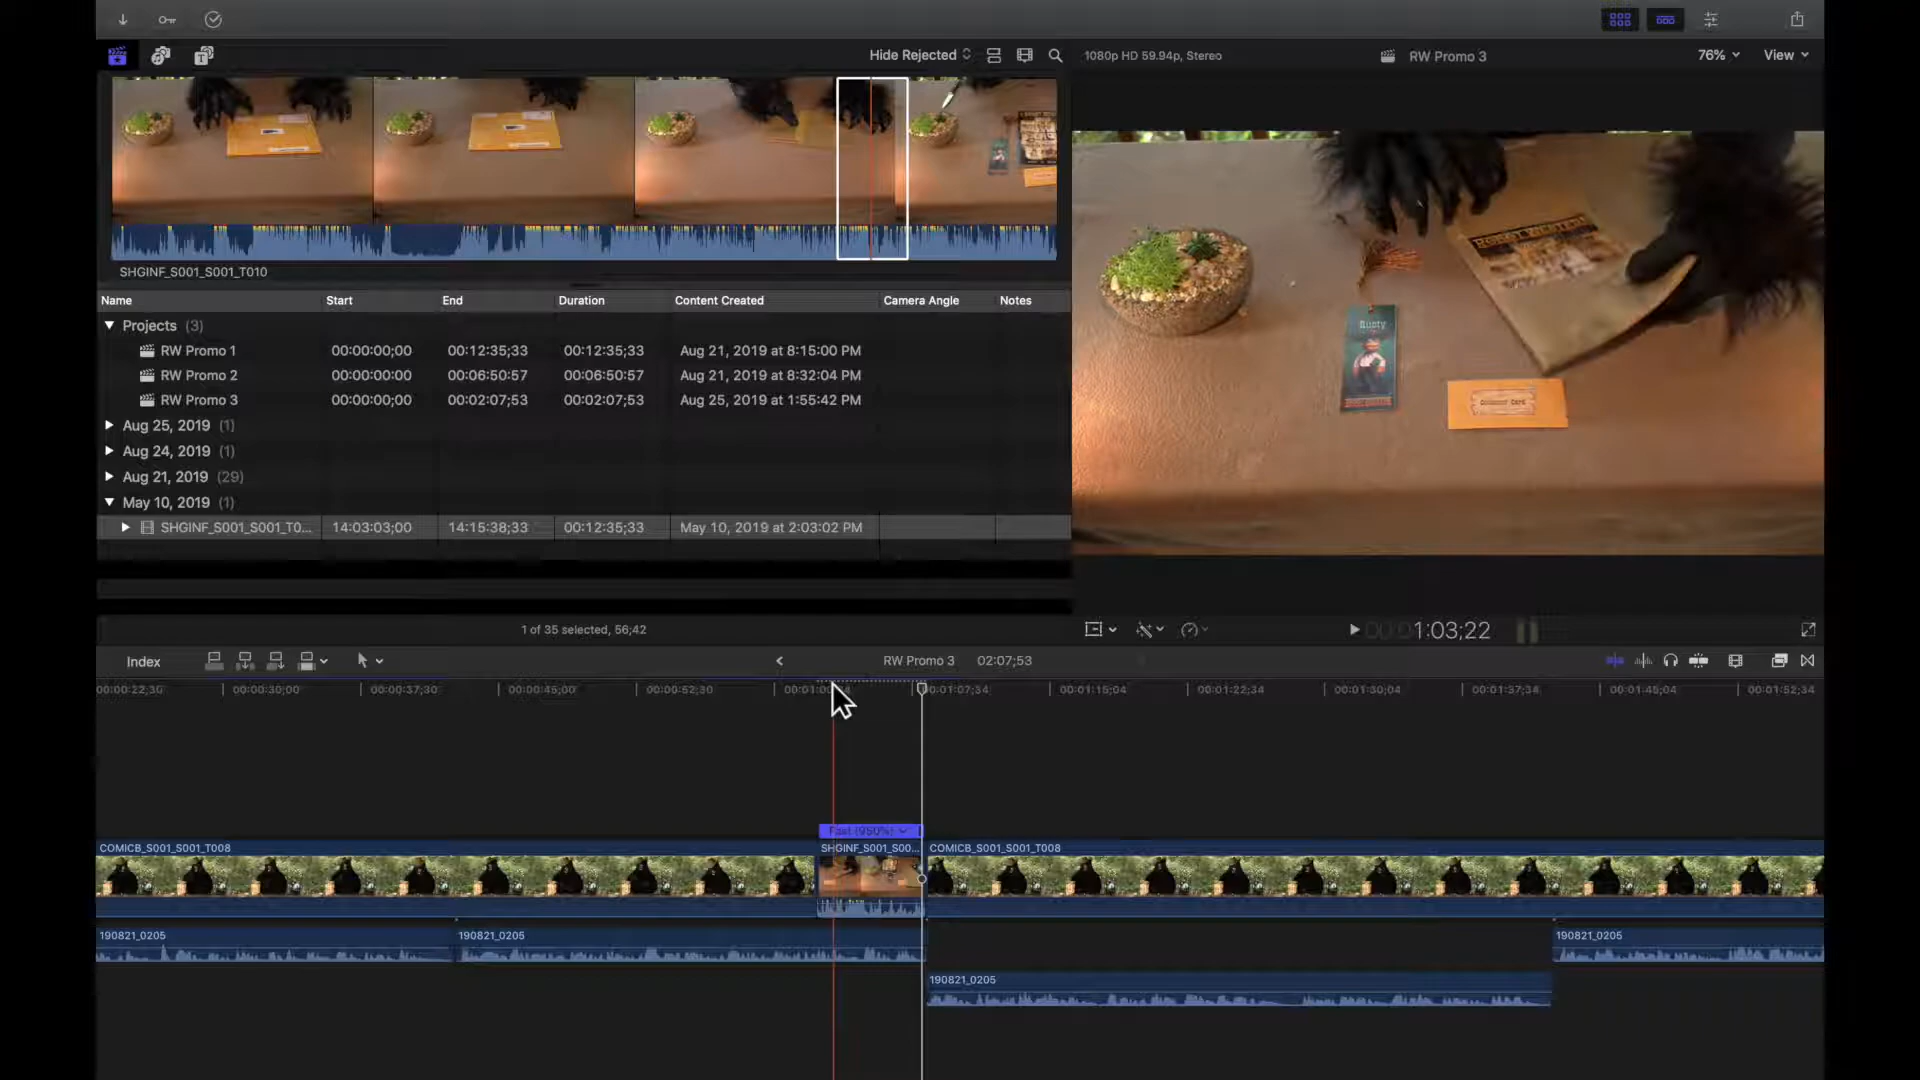 Hide Rejected
1080p HD 59.94p, Stereo
RW Promo 3
76%
View
SHGINF_S001_S001_T010
Name Start End Duration Content Created Camera Angle Notes
Projects (3)
RW Promo 1 00:00:00;00 00:12:35;33 00:12:35;33 Aug 21, 2019 at 8:15:00 PM
RW Promo 2 00:00:00:00 00:06:50:57 00:06:50:57 Aug 21, 2019 at 8:32:04 PM
RW Promo 3 00:00:00;00 00:02:07;53 00:02:07;53 Aug 25, 2019 at 1:55:42 PM
Aug 25, 2019 (1)
Aug 24, 2019 (1)
Aug 21, 2019 (29)
May 10, 2019 (1)
SHGINF_S001_S001_T0... 14:03:03;00 14:15:38;33 00:12:35;33 May 10, 2019 at 2:03:02 PM
Rusty
1 of 35 selected, 56;42
1:03;22
Index
RW Promo 3 02:07;53
00:00:22;30 00:00:30;00 00:00:37;30 00:00:45;00 00:00:52;30 00:01:07;34 00:01:15;04 00:01:22;34 00:01:30;04 00:01:37;34 00:01:45;04 00:01:52;34
Fast (950%)
COMICB_S001_S001_T008
SHGINF_S001_S00...
COMICB_S001_S001_T008
190821_0205
190821_0205
190821_0205
190821_0205